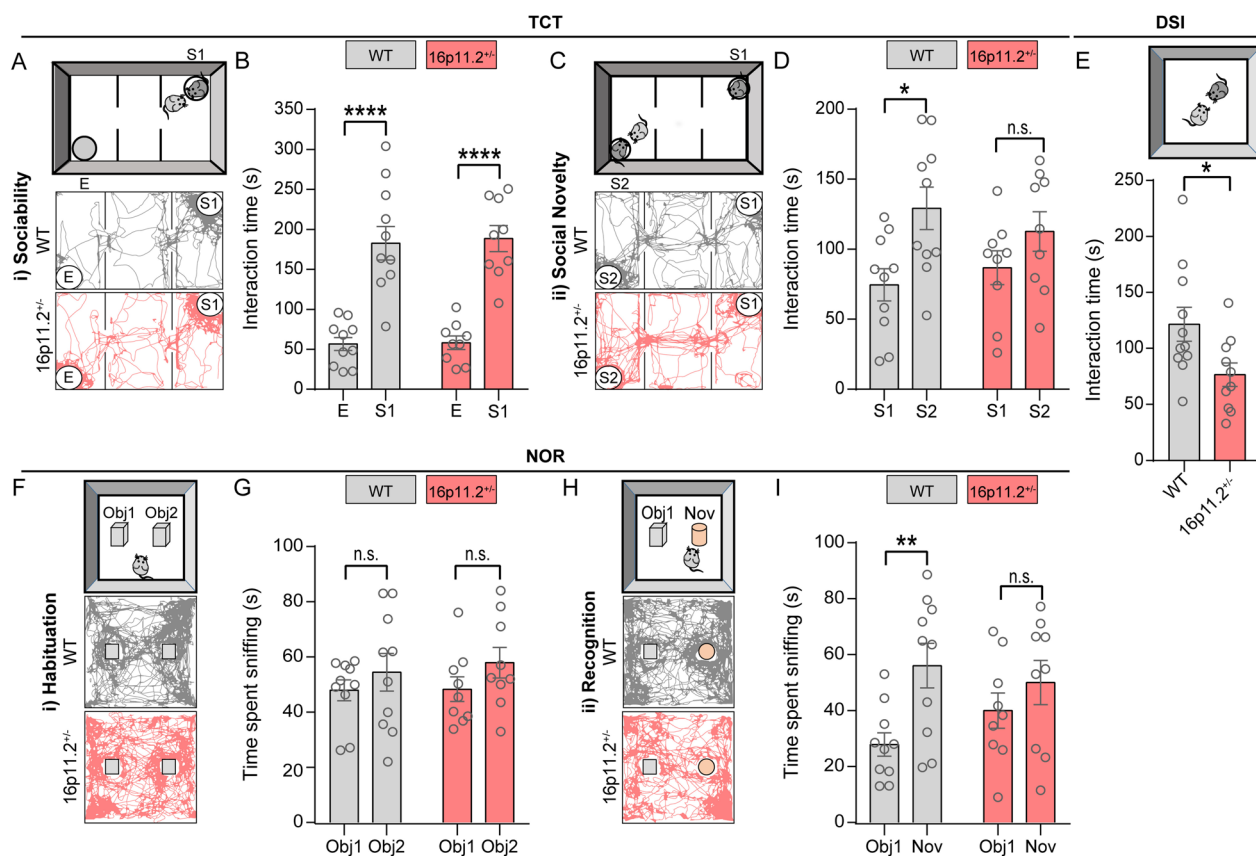 TCT
DSI
A
S1
E
i) Sociability
WT
S1
E
16p11.2+/-
S1
E
B
WT
16p11.2+/-
Interaction time (s)
350
300
250
200
150
100
50
0
****
****
E
S1
E
S1
C
S1
S2
ii) Social Novelty
WT
S1
S2
16p11.2+/-
S1
S2
D
WT
16p11.2+/-
Interaction time (s)
200
150
100
50
0
*
n.s.
S1
S2
S1
S2
E
Interaction time (s)
250
200
150
100
50
0
*
WT
16p11.2+/-
NOR
F
Obj1 Obj2
i) Habituation
WT
16p11.2+/-
G
WT
16p11.2+/-
Time spent sniffing (s)
100
80
60
40
20
0
n.s.
n.s.
Obj1 Obj2
Obj1 Obj2
H
Obj1 Nov
ii) Recognition
WT
16p11.2+/-
I
WT
16p11.2+/-
Time spent sniffing (s)
100
80
60
40
20
0
**
n.s.
Obj1 Nov
Obj1 Nov